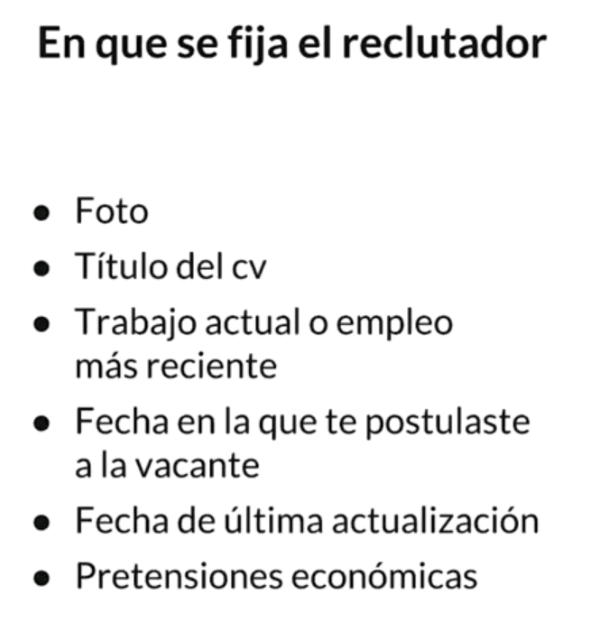 En que se fija el reclutador
• Foto
• Título del cv
• Trabajo actual o empleo
más reciente
• Fecha en la que te postulaste
a la vacante
• Fecha de última actualización
• Pretensiones económicas